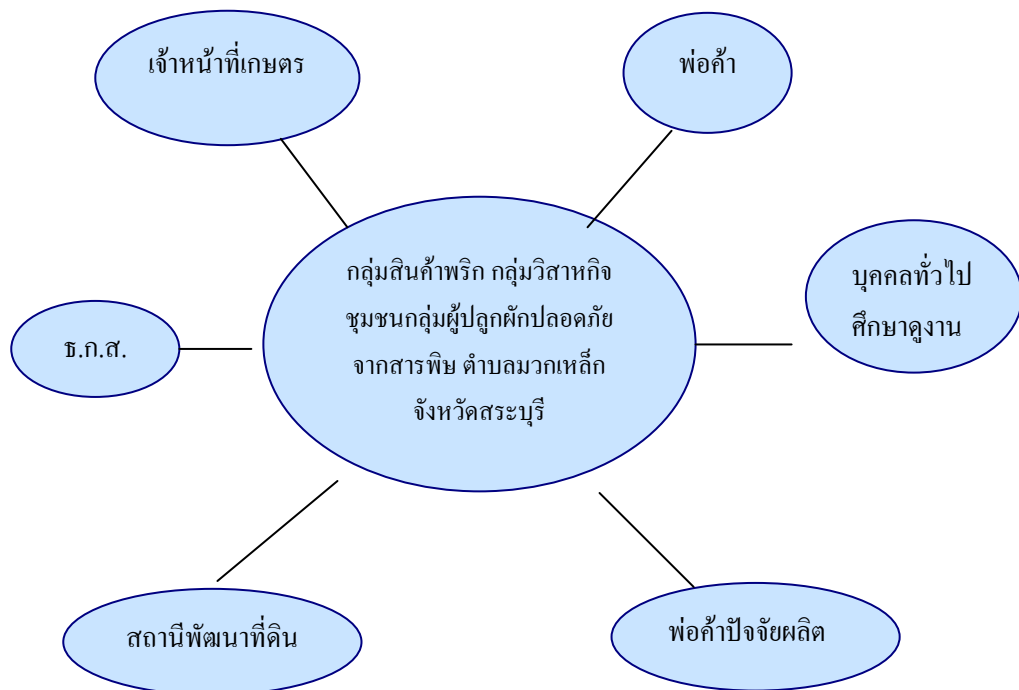 เจ้าหน้าที่เกษตร
พ่อค้า
กลุ่มสินค้าพริก กลุ่มวิสาหกิจ
ชุมชนกลุ่มผู้ปลูกผักปลอดภัย
จากสารพิษ ตำบลมวกเหล็ก
จังหวัดสระบุรี
บุคคลทั่วไป
ศึกษาดูงาน
ธ.ก.ส.
สถานีพัฒนาที่ดิน
พ่อค้าปัจจัยผลิต